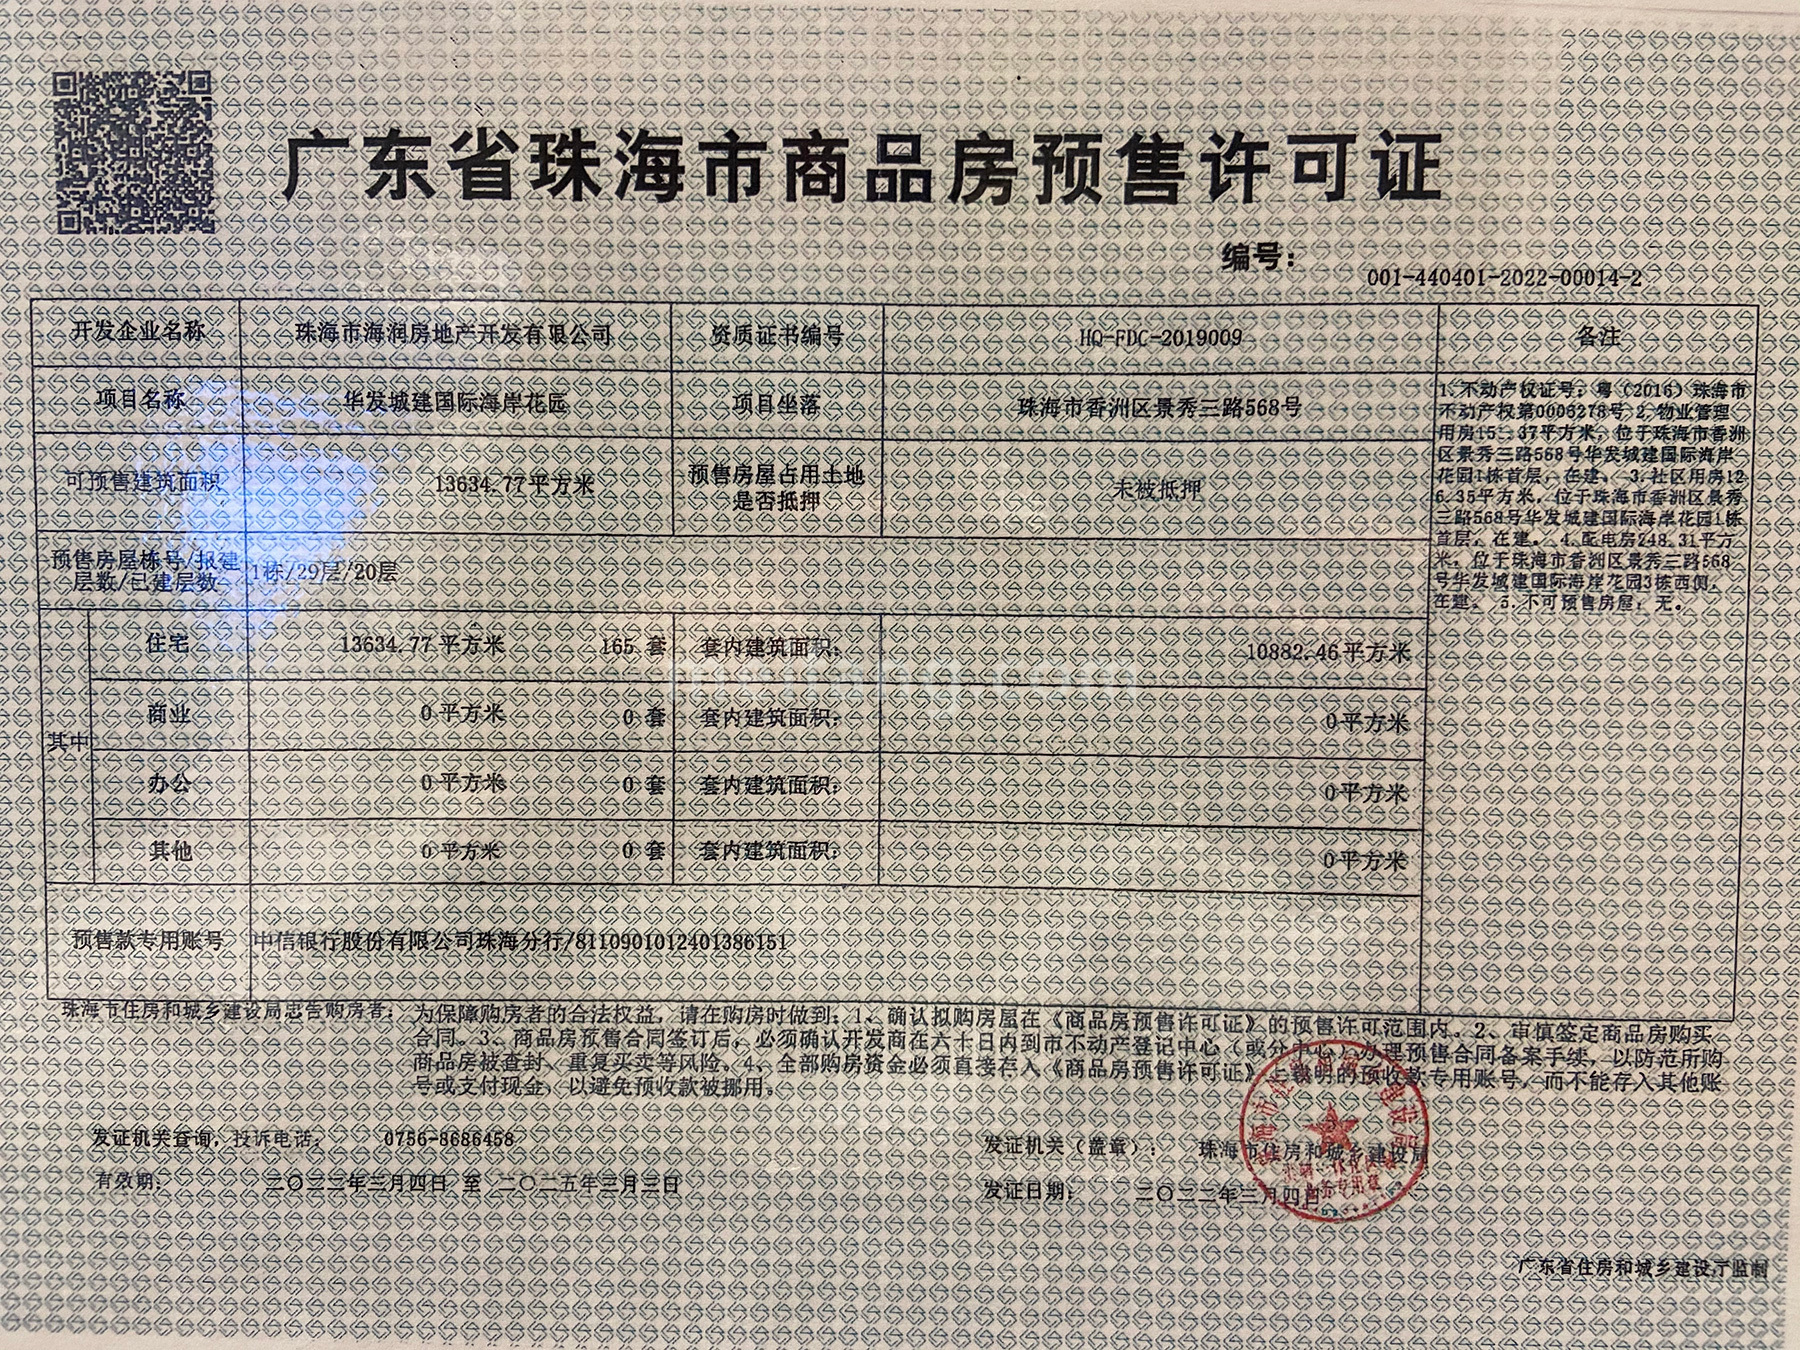 广东省珠海市商品房预售许可证
编号：
001-440401-2022-00014-2
开发企业名称 珠海市海润房地产开发有限公司 资质证书编号 HQ-FDC-2019009 备注
项目名称 华发城建国际海岸花园 项目坐落 珠海市香洲区景秀三路568号
可预售建筑面积 13634.77平方米 预售房屋占用土地
是否抵押 未被抵押
预售房屋栋号/报建
层数/已建层数 1栋/29层/20层
其中
住宅 13634.77 平方米 165 套 套内建筑面积： 10882.46 平方米
商业 0 平方米 0 套 套内建筑面积： 0 平方米
办公 0 平方米 0 套 套内建筑面积： 0 平方米
其他 0 平方米 0 套 套内建筑面积： 0 平方米
预售款专用账号 中信银行股份有限公司珠海分行/8110901012401386151
1.不动产权证号：粤（2016）珠海市
不动产权第0006278号 2.物业管理
用房15 .37平方米，位于珠海市香洲
区景秀三路568号华发城建国际海岸
花园1栋首层，在建。 3.社区用房12
6.35平方米，位于珠海市香洲区景秀
三路568号华发城建国际海岸花园1栋
首层，在建。 4.配电房248.31平方
米，位于珠海市香洲区景秀三路568
号华发城建国际海岸花园3栋西侧，
在建。 5.不可预售房屋：无。
珠海市住房和城乡建设局忠告购房者： 为保障购房者的合法权益，请在购房时做到：1、确认拟购房屋在《商品房预售许可证》的预售许可范围内。2、审慎签定商品房购买
合同。3、商品房预售合同签订后，必须确认开发商在六十日内到市不动产登记中心（或分中心）办理预售合同备案手续，以防范所购
商品房被查封、重复买卖等风险。4、全部购房资金必须直接存入《商品房预售许可证》上载明的预收款专用账号，而不能存入其他账
号或支付现金，以避免预收款被挪用。
发证机关查询，投诉电话： 0756-8686458
发证机关（盖章）： 珠海市住房和城乡建设局
有效期： 二〇二二年三月四日 至 二〇二五年三月三日
发证日期： 二〇二二年三月四日
广东省住房和城乡建设厅监制